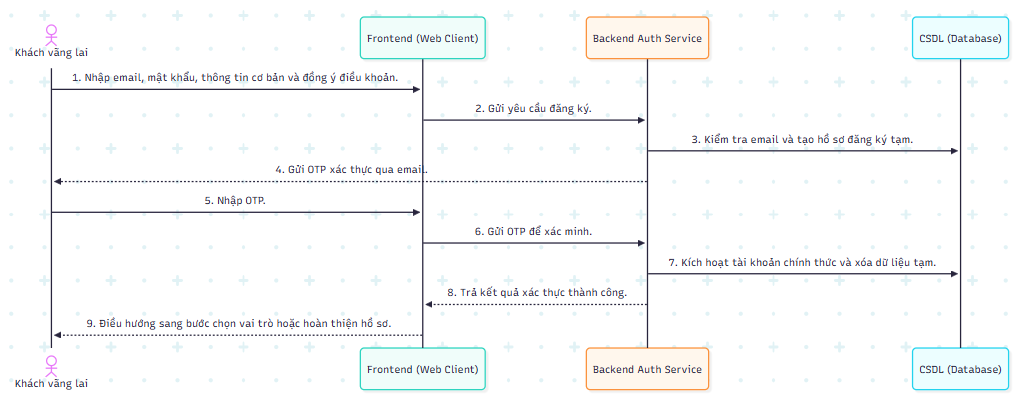 Khách vãng lai
Frontend (Web Client)
Backend Auth Service
CSDL (Database)
1. Nhập email, mật khẩu, thông tin cơ bản và đồng ý điều khoản.
2. Gửi yêu cầu đăng ký.
3. Kiểm tra email và tạo hồ sơ đăng ký tạm.
4. Gửi OTP xác thực qua email.
5. Nhập OTP.
6. Gửi OTP để xác minh.
7. Kích hoạt tài khoản chính thức và xóa dữ liệu tạm.
8. Trả kết quả xác thực thành công.
9. Điều hướng sang bước chọn vai trò hoặc hoàn thiện hồ sơ.
Khách vãng lai
Frontend (Web Client)
Backend Auth Service
CSDL (Database)